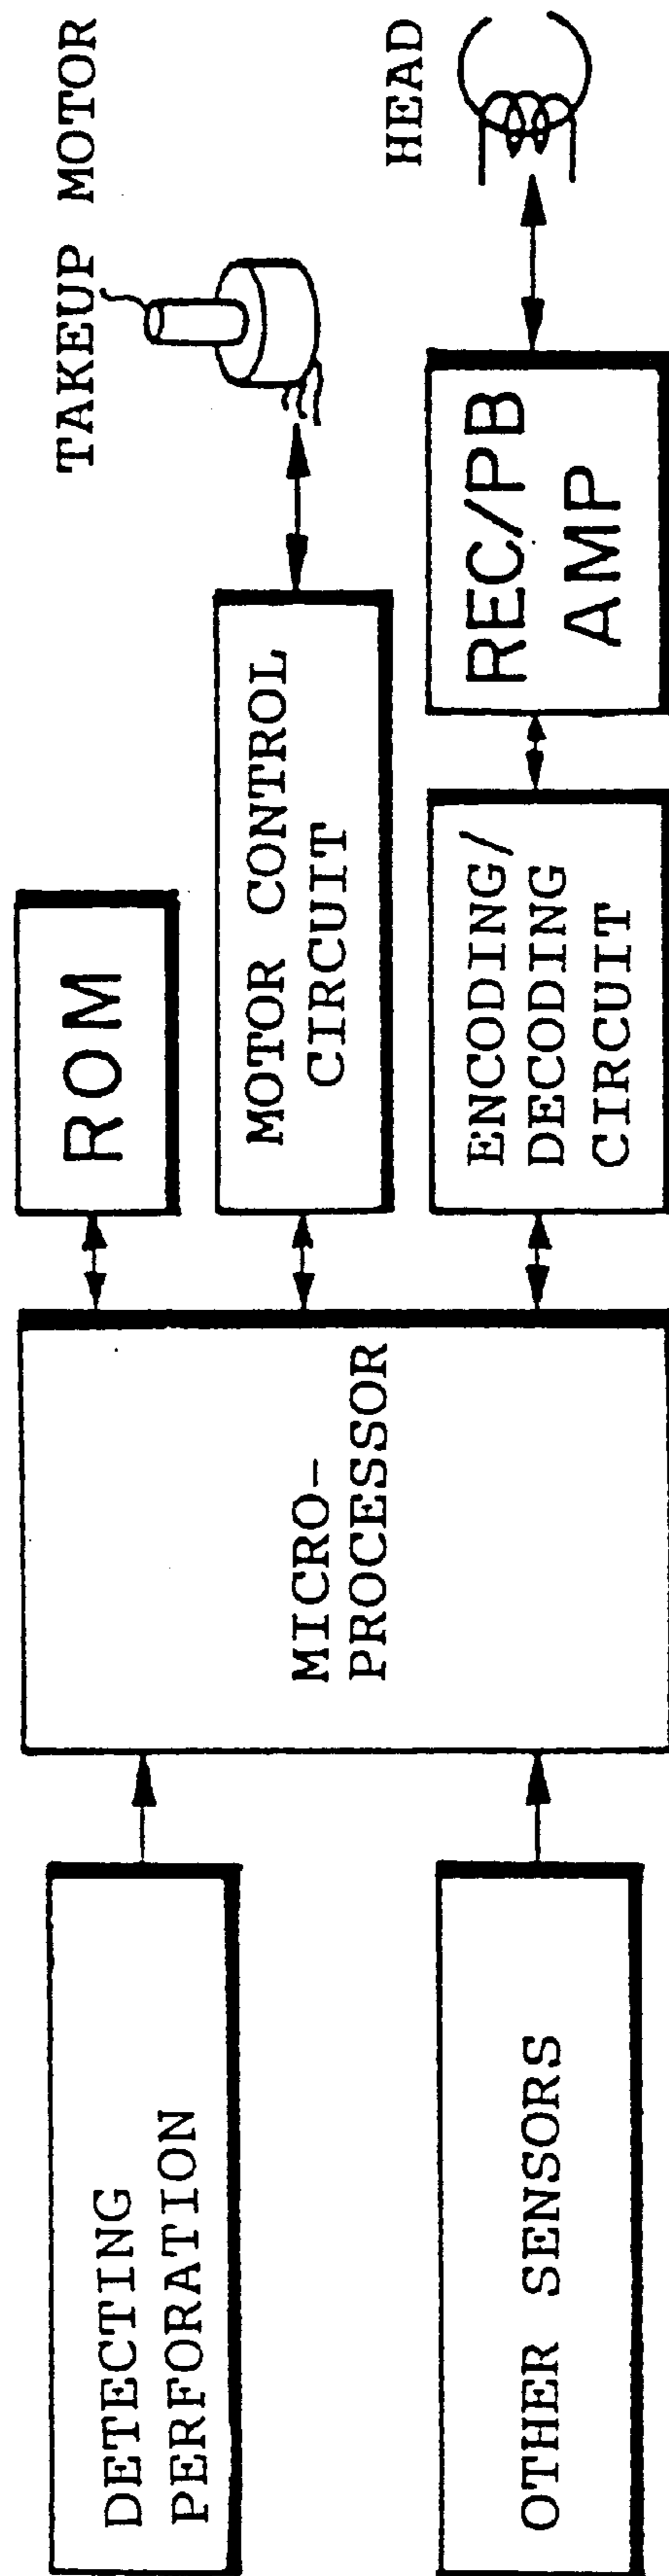 DETECTING
PERFORATION
OTHER SENSORS
MICRO-
PROCESSOR
ROM
MOTOR CONTROL
CIRCUIT
ENCODING/
DECODING
CIRCUIT
REC/PB
AMP
TAKEUP MOTOR
HEAD